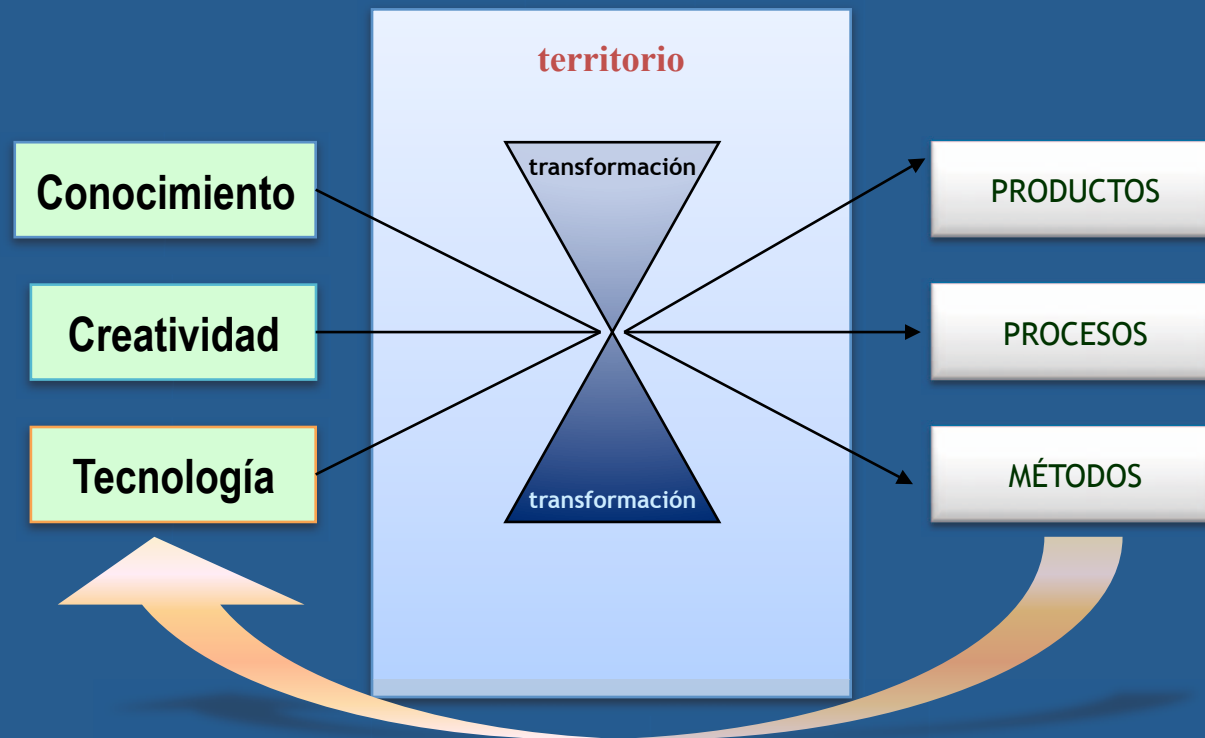 territorio
transformación
Conocimiento
PRODUCTOS
Creatividad
PROCESOS
Tecnología
MÉTODOS
transformación